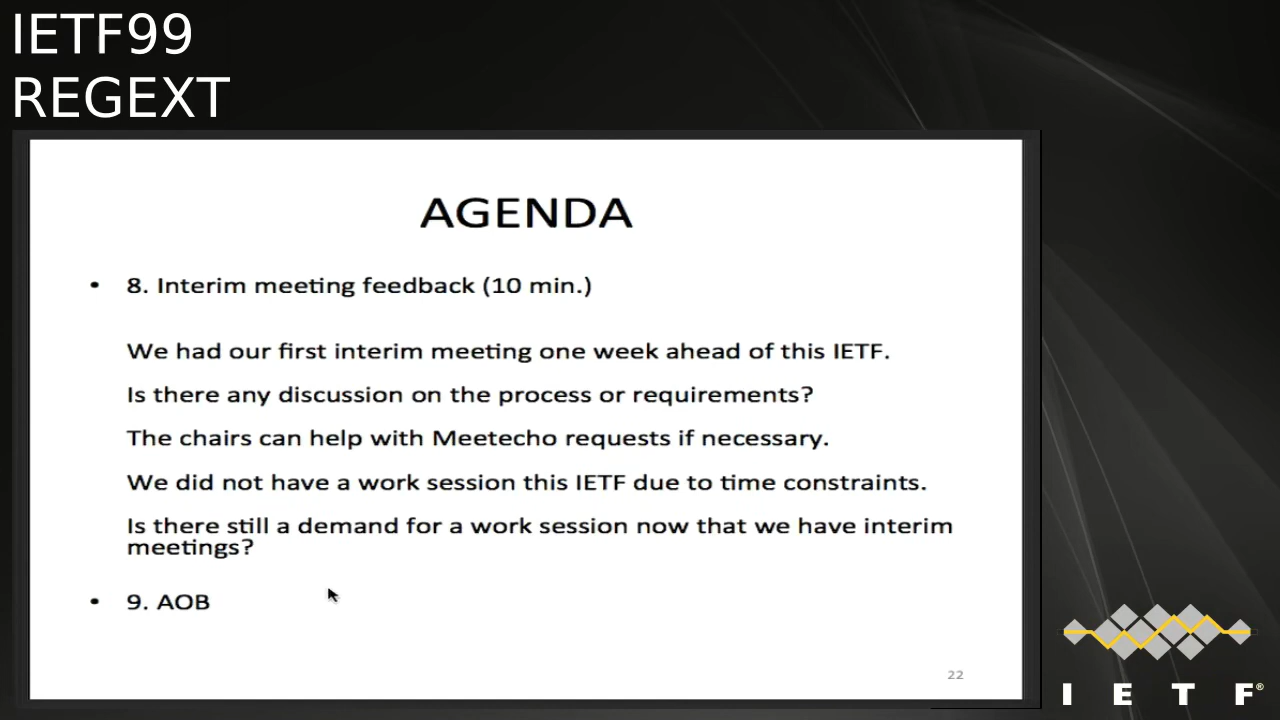 IETF99
REGEXT
AGENDA
• 8. Interim meeting feedback (10 min.)
We had our first interim meeting one week ahead of this IETF.
Is there any discussion on the process or requirements?
The chairs can help with Meetecho requests if necessary.
We did not have a work session this IETF due to time constraints.
Is there still a demand for a work session now that we have interim
meetings?
• 9. AOB
22
I E T F®